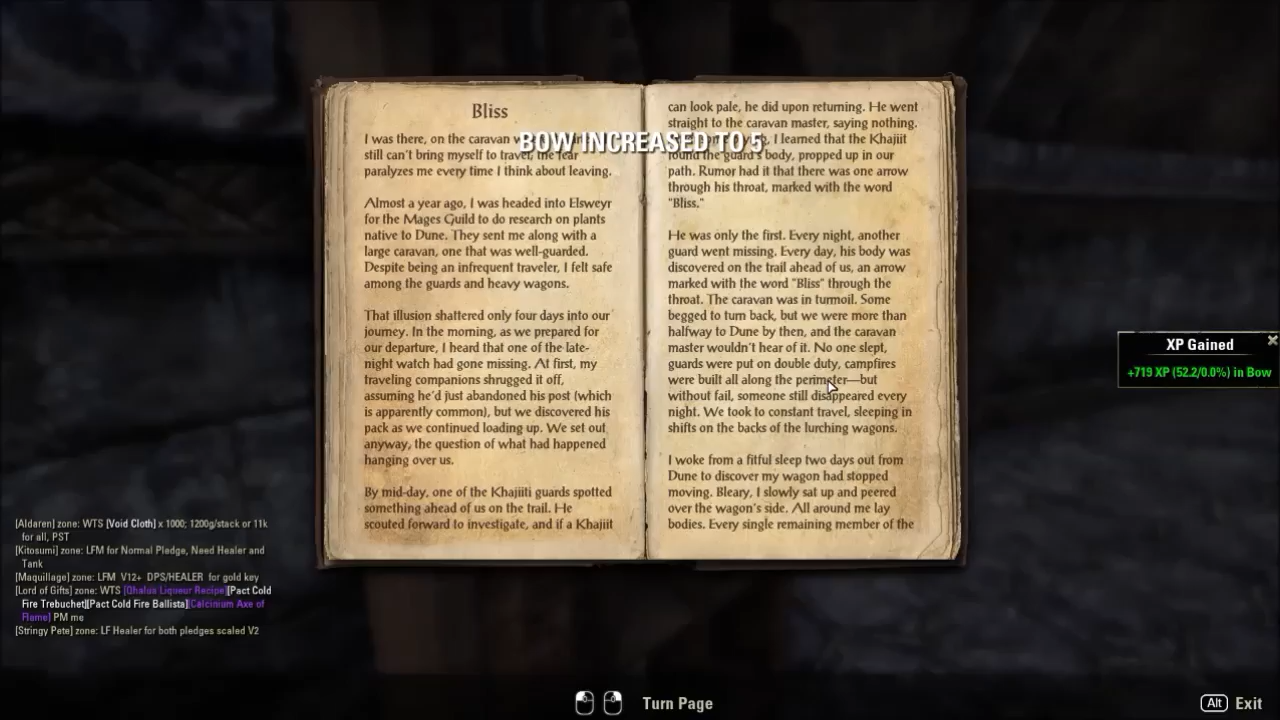 Bliss
I was there, on the caravan
still can't bring myself to travel, the fear
paralyzes me every time I think about leaving.
Almost a year ago, I was headed into Elsweyr
for the Mages Guild to do research on plants
native to Dune. They sent me along with a
large caravan, one that was well-guarded.
Despite being an infrequent traveler, I felt safe
among the guards and heavy wagons.
That illusion shattered only four days into our
journey. In the morning, as we prepared for
our departure, I heard that one of the late-
night watch had gone missing. At first, my
traveling companions shrugged it off,
assuming he'd just abandoned his post (which
is apparently common), but we discovered his
pack as we continued loading up. We set out
anyway, the question of what had happened
hanging over us.
By mid-day, one of the Khajiiti guards spotted
something ahead of us on the trail. He
scouted forward to investigate, and if a Khajiit
can look pale, he did upon returning. He went
straight to the caravan master, saying nothing.
I learned that the Khajiit
found the guard's body, propped up in our
path. Rumor had it that there was one arrow
through his throat, marked with the word
"Bliss."
He was only the first. Every night, another
guard went missing. Every day, his body was
discovered on the trail ahead of us, an arrow
marked with the word "Bliss" through the
throat. The caravan was in turmoil. Some
begged to turn back, but we were more than
halfway to Dune by then, and the caravan
master wouldn't hear of it. No one slept,
guards were put on double duty, campfires
were built all along the perimeter—but
without fail, someone still disappeared every
night. We took to constant travel, sleeping in
shifts on the backs of the lurching wagons.
I woke from a fitful sleep two days out from
Dune to discover my wagon had stopped
moving. Bleary, I slowly sat up and peered
over the wagon's side. All around me lay
bodies. Every single remaining member of the
BOW INCREASED TO 5
XP Gained
+719 XP (52.2/0.0%) in Bow
[Aldaren] zone: WTS [Void Cloth] x 1000; 1200g/stack or 11k
for all, PST
[Kitosumi] zone: LFM for Normal Pledge, Need Healer and
Tank
[Maquillage] zone: LFM V12+ DPS/HEALER for gold key
[Lord of Gifts] zone: WTS [Qhalua Liqueur Recipe][Pact Cold
Fire Trebuchet][Pact Cold Fire Ballista][Calcinium Axe of
Flame] PM me
[Stringy Pete] zone: LF Healer for both pledges scaled V2
Turn Page
Alt Exit